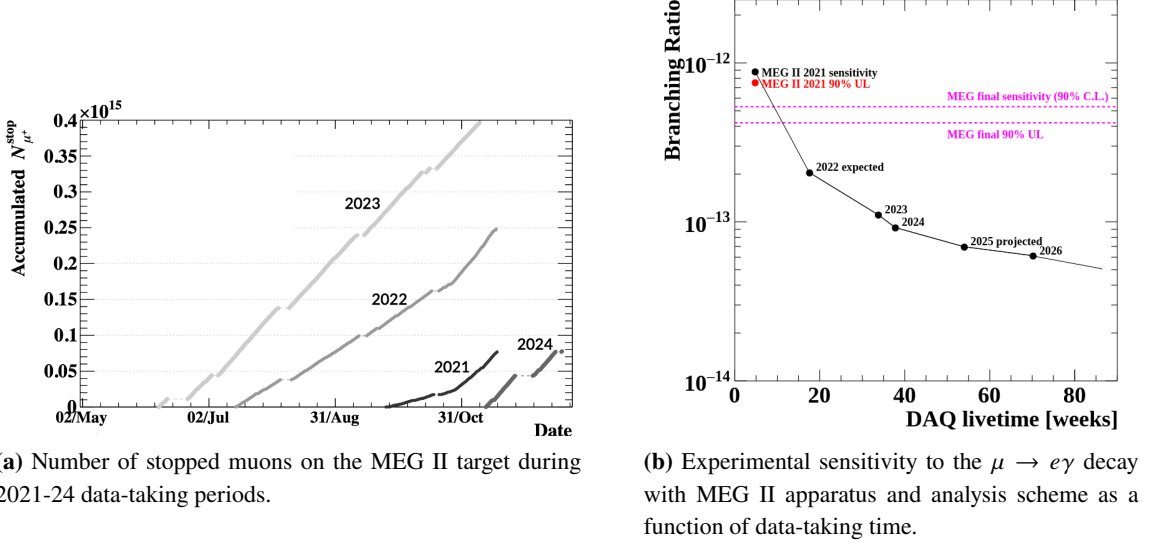 Accumulated N_{μ⁺}^{stop}
×10¹⁵
0.4
0.35
0.3
0.25
0.2
0.15
0.1
0.05
0
2023
2022
2021
2024
02/May
02/Jul
31/Aug
31/Oct
Date
(a) Number of stopped muons on the MEG II target during
2021-24 data-taking periods.
Branching Ratio
10⁻¹²
10⁻¹³
10⁻¹⁴
MEG II 2021 sensitivity
MEG II 2021 90% UL
MEG final sensitivity (90% C.L.)
MEG final 90% UL
2022 expected
2023
2024
2025 projected
2026
0
20
40
60
80
DAQ livetime [weeks]
(b) Experimental sensitivity to the μ → eγ decay
with MEG II apparatus and analysis scheme as a
function of data-taking time.